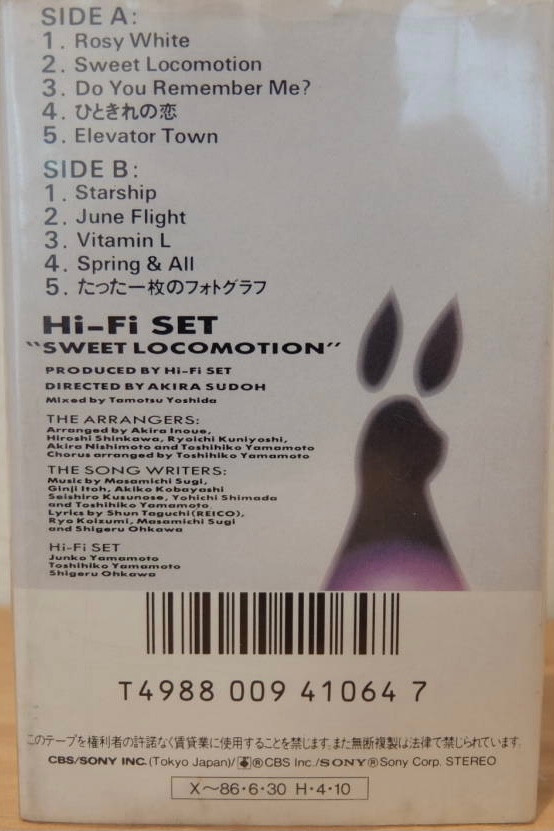 SIDE A:
1. Rosy White
2. Sweet Locomotion
3. Do You Remember Me?
4. ひときれの恋
5. Elevator Town
SIDE B:
1. Starship
2. June Flight
3. Vitamin L
4. Spring & All
5. たった一枚のフォトグラフ
Hi-Fi SET
"SWEET LOCOMOTION"
PRODUCED BY Hi-Fi SET
DIRECTED BY AKIRA SUDOH
Mixed by Tamotsu Yoshida
THE ARRANGERS:
Arranged by Akira Inoue,
Hiroshi Shinkawa, Ryoichi Kuniyoshi,
Akira Nishimoto and Toshihiko Yamamoto
Chorus arranged by Toshihiko Yamamoto
THE SONG WRITERS:
Music by Masamichi Sugi,
Ginji Itoh, Akiko Kobayashi
Seishiro Kusunose, Yohichi Shimada
and Toshihiko Yamamoto
Lyrics by Shun Taguchi(REICO),
Ryo Koizumi, Masamichi Sugi
and Shigeru Ohkawa
Hi-Fi SET
Junko Yamamoto
Toshihiko Yamamoto
Shigeru Ohkawa
T4988 009 41064 7
このテープを権利者の許諾なく賃貸業に使用することを禁じます。また無断複製は法律で禁じられています。
CBS/SONY INC.(Tokyo Japan)/®CBS Inc./SONY®Sony Corp. STEREO
X～86・6・30 H・4・10